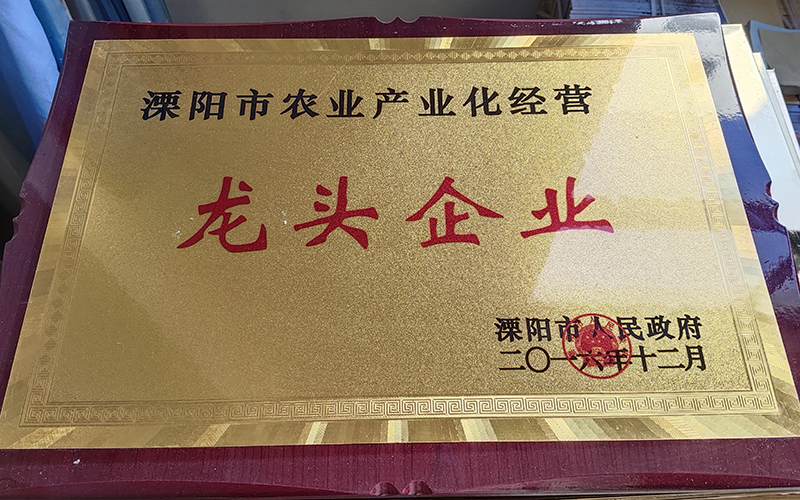 溧阳市农业产业化经营
龙头企业
溧阳市人民政府
二〇一六年十二月